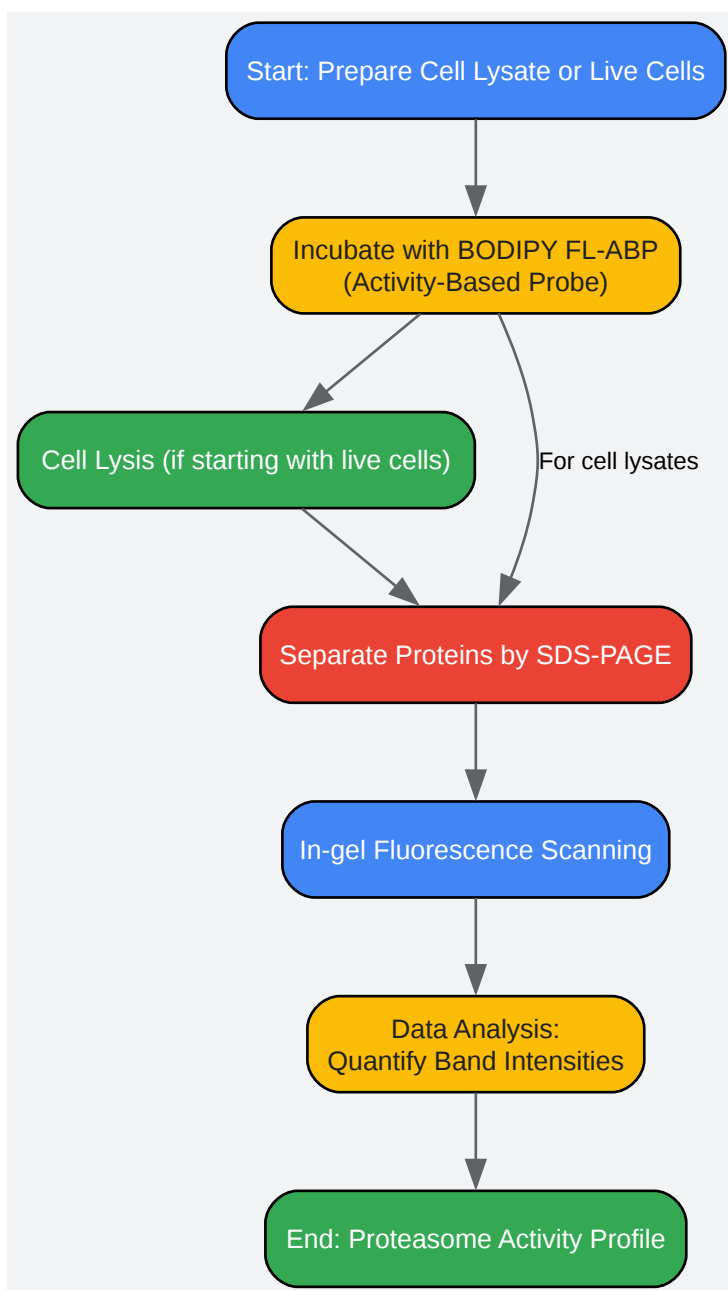 Start: Prepare Cell Lysate or Live Cells
Incubate with BODIPY FL-ABP
(Activity-Based Probe)
Cell Lysis (if starting with live cells)
For cell lysates
Separate Proteins by SDS-PAGE
In-gel Fluorescence Scanning
Data Analysis:
Quantify Band Intensities
End: Proteasome Activity Profile